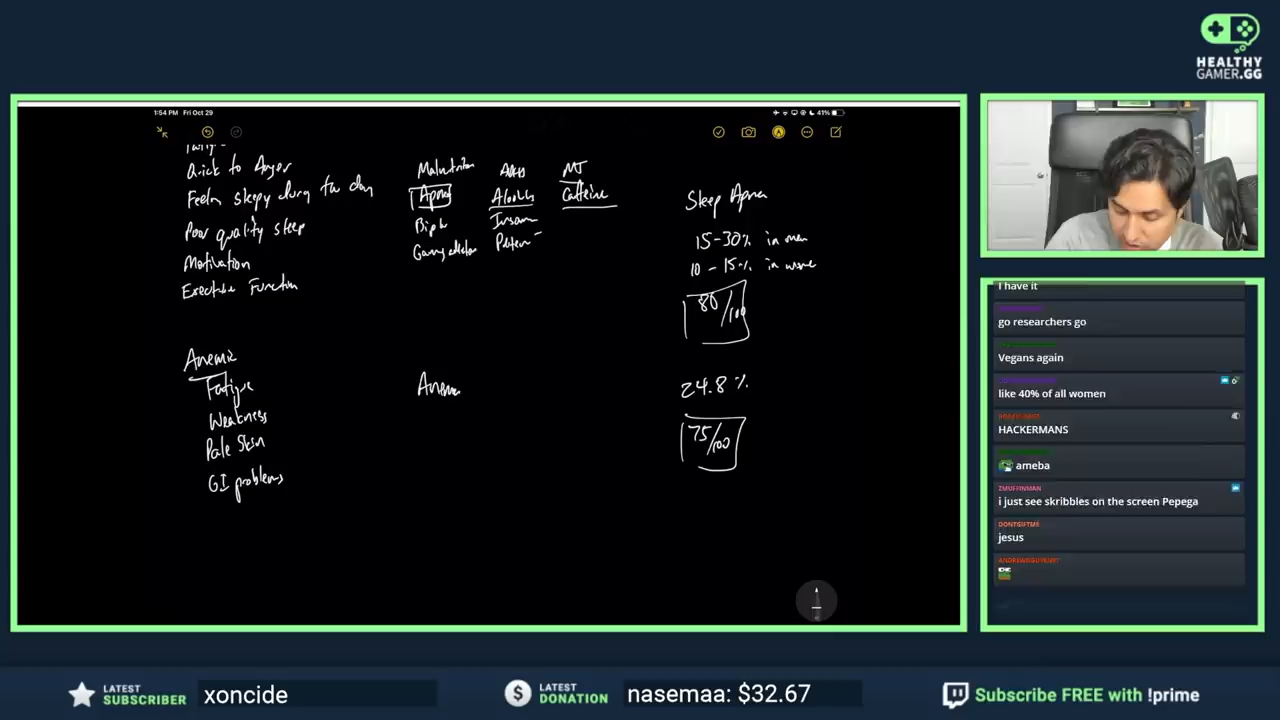 HEALTHY
GAMER.GG
1:54 PM Fri Oct 29
41%
Quick to Anger
Feeling sleepy during the day
Poor quality sleep
Motivation
Executive Function
Malnutrition
Apnea
ADHD
Alcohol
MJ
Caffeine
Sleep Apnea
15-30% in men
10-15% in women
80/100
Anemia
Fatigue
Weakness
Pale Skin
GI problems
Anemia
24.8%
75/100
I have it
go researchers go
Vegans again
like 40% of all women
HACKERMANS
ameba
ZMUFFINMAN
i just see skribbles on the screen Pepega
DONTSIFTME
jesus
LATEST
SUBSCRIBER
xoncide
LATEST
DONATION
nasemaa: $32.67
Subscribe FREE with !prime